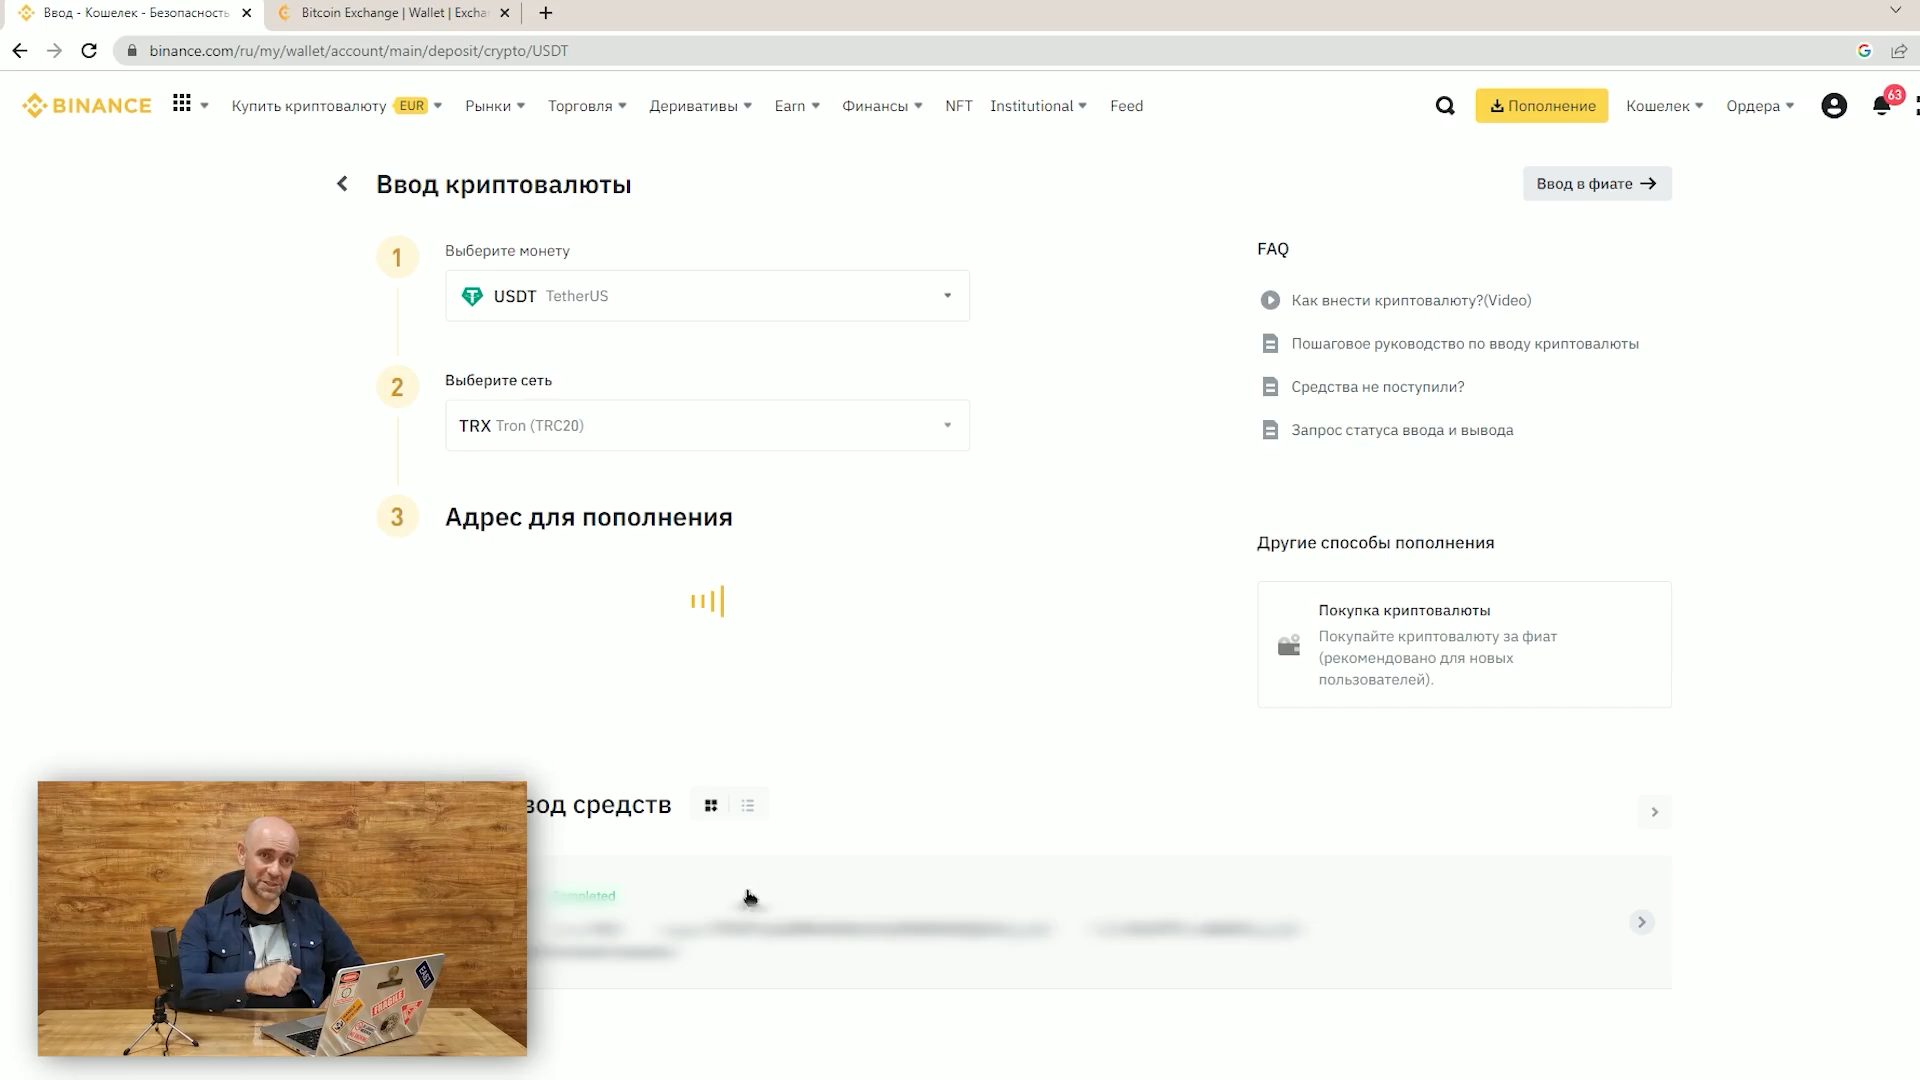 Ввод - Кошелек - Безопасность
Bitcoin Exchange | Wallet | Excha
binance.com/ru/my/wallet/account/main/deposit/crypto/USDT
BINANCE
Купить криптовалюту EUR
Рынки
Торговля
Деривативы
Earn
Финансы
NFT
Institutional
Feed
Пополнение
Кошелек
Ордера
63
Ввод криптовалюты
Ввод в фиате
1
Выберите монету
USDT TetherUS
2
Выберите сеть
TRX Tron (TRC20)
3
Адрес для пополнения
FAQ
Как внести криптовалюту?(Video)
Пошаговое руководство по вводу криптовалюты
Средства не поступили?
Запрос статуса ввода и вывода
Другие способы пополнения
Покупка криптовалюты
Покупайте криптовалюту за фиат
(рекомендовано для новых
пользователей).
вод средств
Completed
FRAGILE